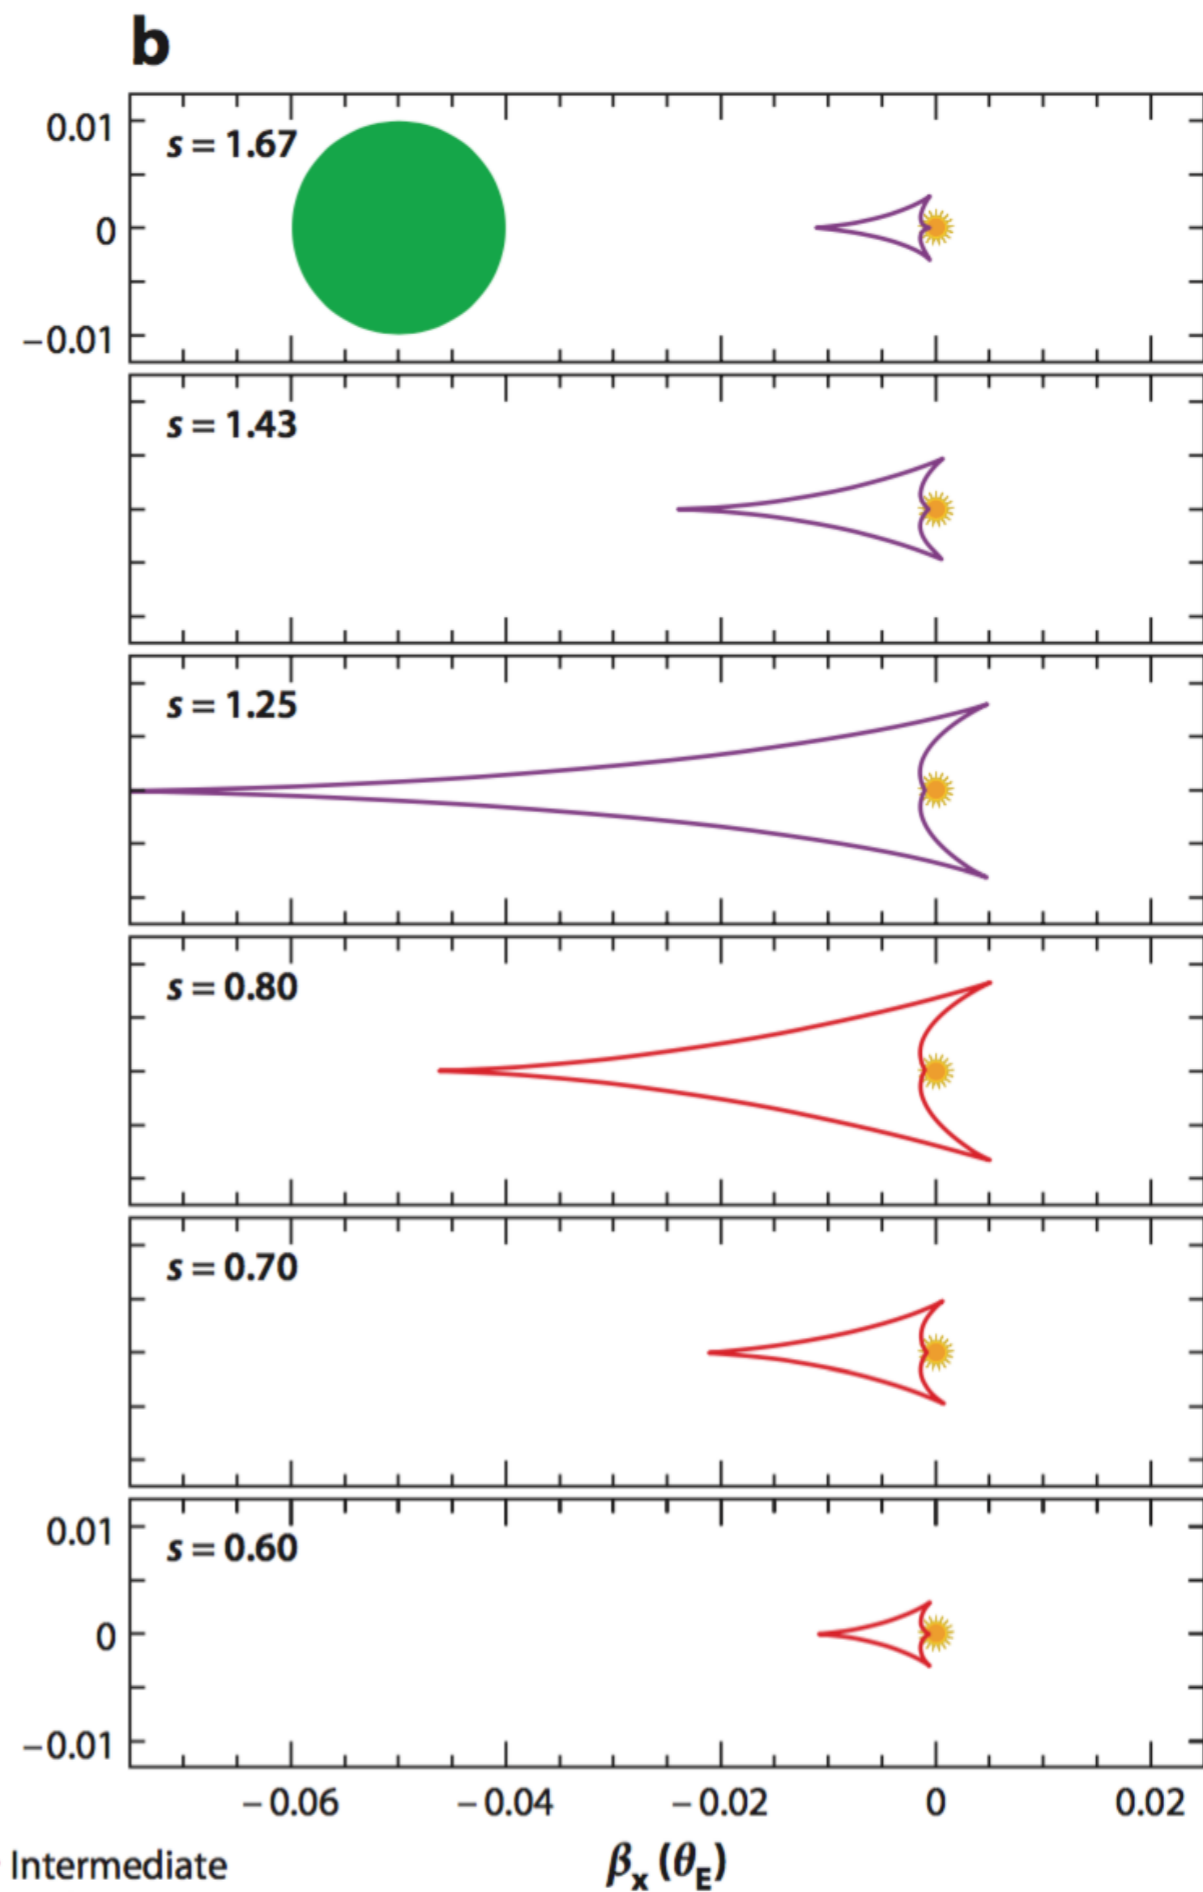 b
0.01
s = 1.67
0
−0.01
s = 1.43
s = 1.25
s = 0.80
s = 0.70
0.01
s = 0.60
0
−0.01
−0.06 −0.04 −0.02 0 0.02
Intermediate βx (θE)